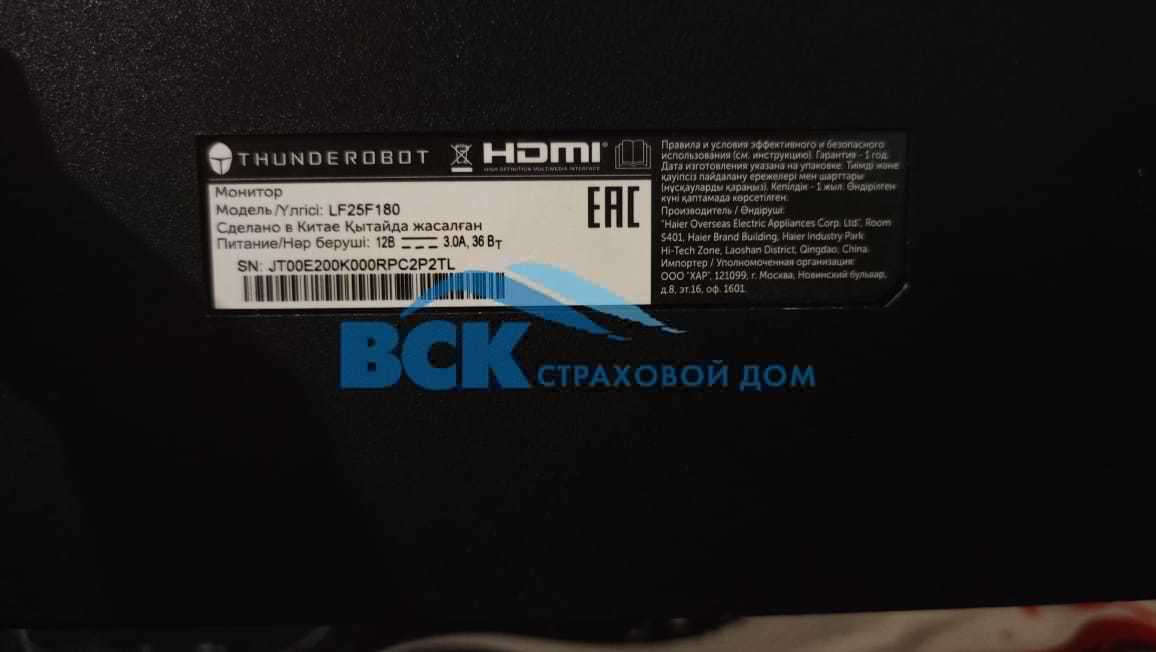 THUNDEROBOT
HDMI
HIGH DEFINITION MULTIMEDIA INTERFACE
Монитор
Модель/Үлгісі: LF25F180
Сделано в Китае Қытайда жасалған
Питание/Нәр беруші: 12В 3.0А, 36 Вт
SN: JT00E200K000RPC2P2TL
EAC
Правила и условия эффективного и безопасного
использования (см. инструкцию). Гарантия - 1 год.
Дата изготовления указана на упаковке. Тиімді және
қауіпсіз пайдалану ережелері мен шарттары
(нұсқауларды қараңыз). Кепілдік - 1 жыл. Өндірілген
күні қаптамада көрсетілген.
Производитель / Өндіруші:
"Haier Overseas Electric Appliances Corp. Ltd", Room
S401, Haier Brand Building, Haier Industry Park
Hi-Tech Zone, Laoshan District, Qingdao, China.
Импортер / Уполномоченная организация:
ООО "ХАР", 121099, г. Москва, Новинский бульвар,
д.8, эт.16, оф. 1601.
ВСК СТРАХОВОЙ ДОМ